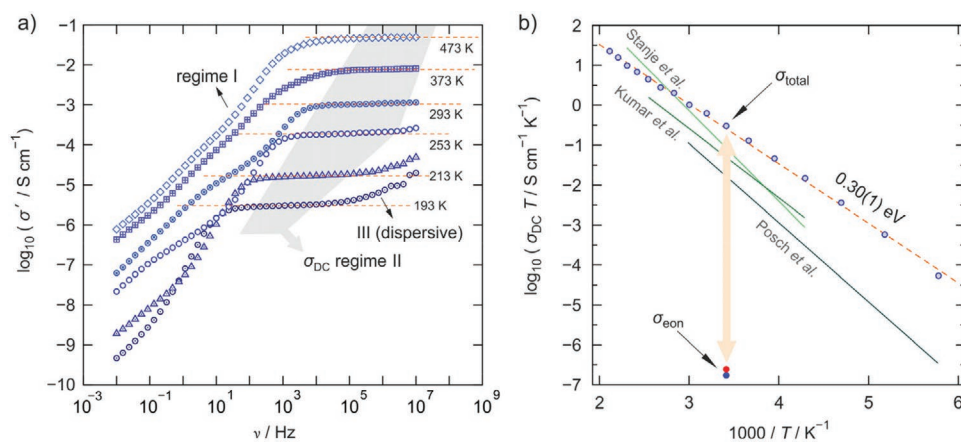 a)
log₁₀ ( σ′ / S cm⁻¹ )
−1
−2
−3
−4
−5
−6
−7
−8
−9
−10
10⁻³
10⁻¹
10¹
10³
10⁵
10⁷
10⁹
ν / Hz
regime I
473 K
373 K
293 K
253 K
213 K
193 K
III (dispersive)
σDC regime II
b)
log₁₀ ( σDC T / S cm⁻¹ K⁻¹ )
2
1
0
−1
−2
−3
−4
−5
−6
−7
2
3
4
5
6
1000 / T / K⁻¹
Stanje et al.
Kumar et al.
Posch et al.
σtotal
0.30(1) eV
σeon